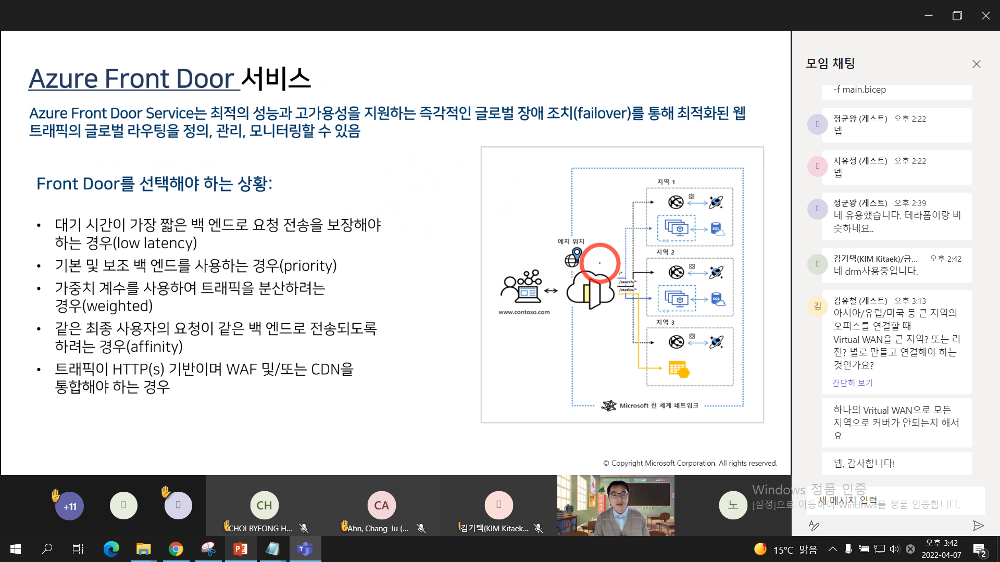 Azure Front Door 서비스
Azure Front Door Service는 최적의 성능과 고가용성을 지원하는 즉각적인 글로벌 장애 조치(failover)를 통해 최적화된 웹
트래픽의 글로벌 라우팅을 정의, 관리, 모니터링할 수 있음
Front Door를 선택해야 하는 상황:
• 대기 시간이 가장 짧은 백 엔드로 요청 전송을 보장해야
하는 경우(low latency)
• 기본 및 보조 백 엔드를 사용하는 경우(priority)
• 가중치 계수를 사용하여 트래픽을 분산하려는
경우(weighted)
• 같은 최종 사용자의 요청이 같은 백 엔드로 전송되도록
하려는 경우(affinity)
• 트래픽이 HTTP(s) 기반이며 WAF 및/또는 CDN을
통합해야 하는 경우
지역 1
SQL
에지 위치
지역 2
/*
/search/*
/statics/*
SQL
www.contoso.com
지역 3
Microsoft 전 세계 네트워크
© Copyright Microsoft Corporation. All rights reserved.
모임 채팅
-f main.bicep
정군왕 (게스트) 오후 2:22
넵
서유정 (게스트) 오후 2:22
넵
정군왕 (게스트) 오후 2:39
네 유용했습니다. 테라폼이랑 비
슷하네요..
김기택(KIM Kitaek)/금... 오후 2:42
네 drm사용중입니다.
김
김유철 (게스트) 오후 3:13
아시아/유럽/미국 등 큰 지역의
오피스를 연결할 때
Virtual WAN을 큰 지역? 또는 리
전? 별로 만들고 연결해야 하는
것인가요?
간단히 보기
하나의 Vritual WAN으로 모든
지역으로 커버가 안되는지 해서
요
넵, 감사합니다!
Windows 정품 인증
[설정]으로 이동하여 Windows를 정품 인증합니다.
새 메시지 입력
+11
CH
CHOI BYEONG H...
CA
Ahn, Chang-Ju (...
김기택(KIM Kitaek...
노
15°C 맑음
오후 3:42
2022-04-07
2